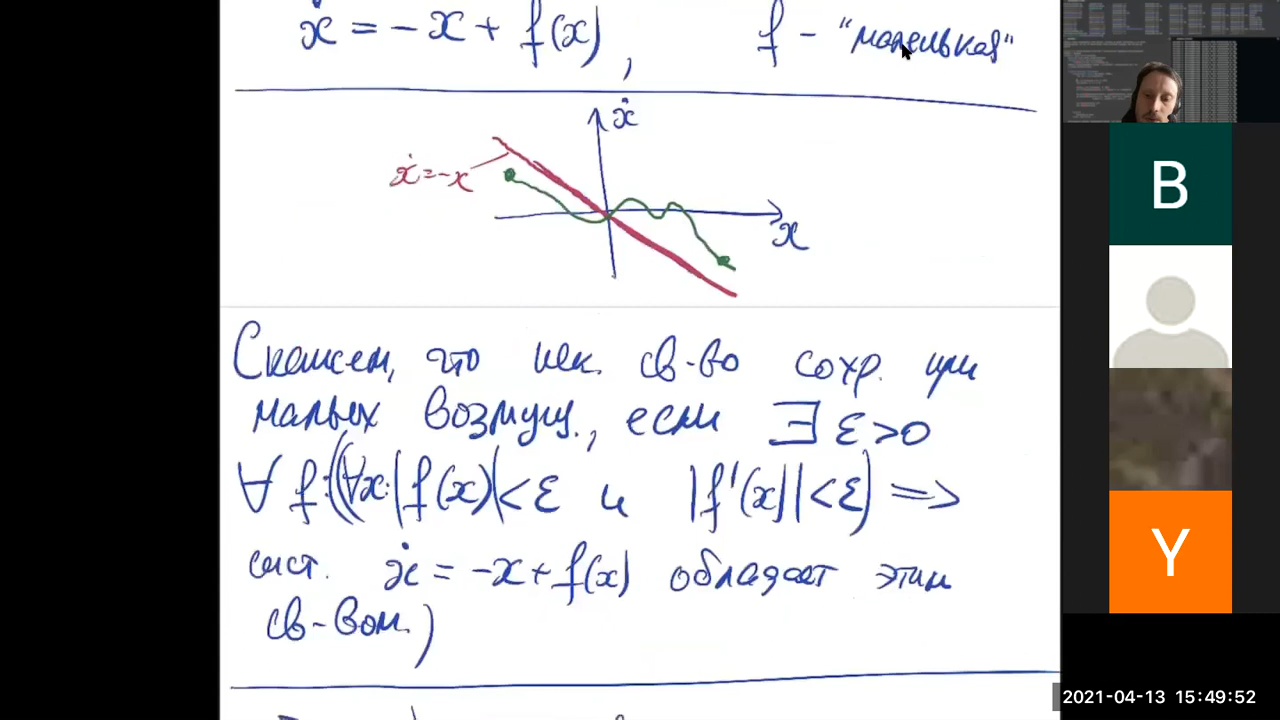 ẋ = -x + f(x), f - "маленькая"
ẋ
ẋ = -x
x
Скажем, что нек. св-во сохр. при
малых возмущ., если ∃ ε>0
∀ f: ((∀x: |f(x)|<ε и |f'(x)|<ε) =>
сист. ẋ = -x + f(x) обладает этим
св-вом.)
B
Y
2021-04-13 15:49:52